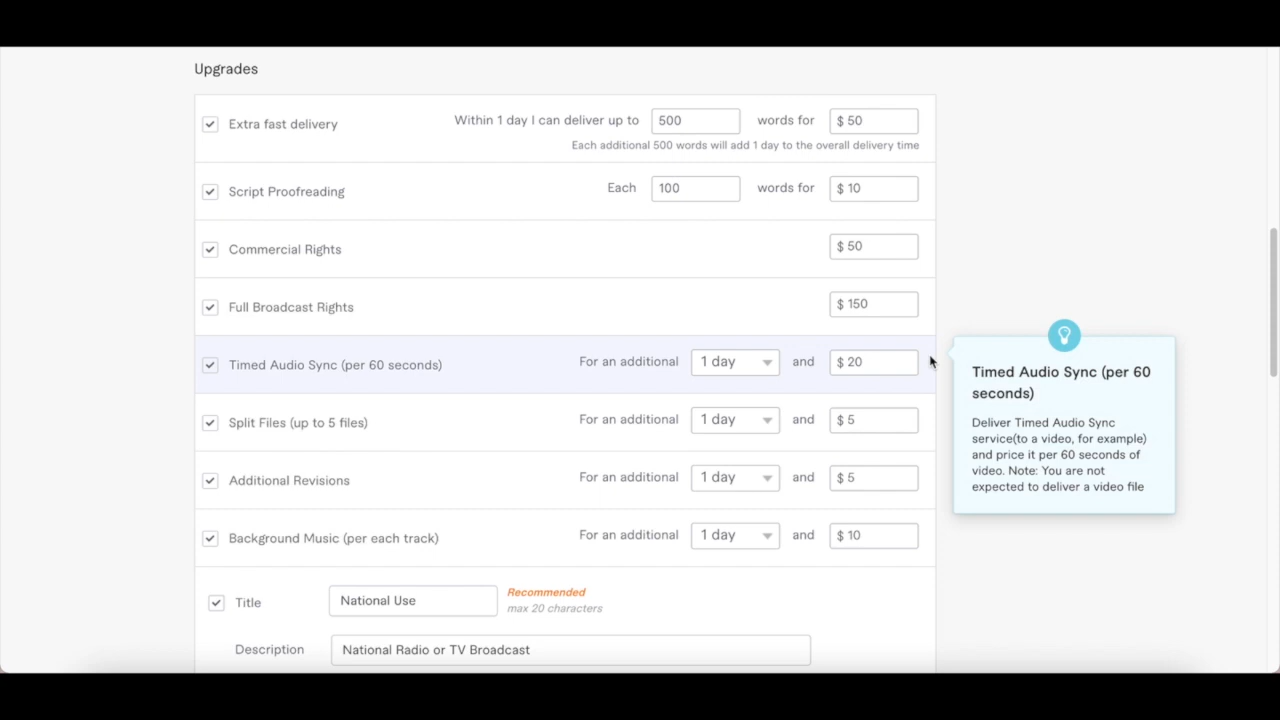 Upgrades
Extra fast delivery Within 1 day I can deliver up to 500 words for $ 50
Each additional 500 words will add 1 day to the overall delivery time
Script Proofreading Each 100 words for $ 10
Commercial Rights $ 50
Full Broadcast Rights $ 150
Timed Audio Sync (per 60 seconds) For an additional 1 day and $ 20
Split Files (up to 5 files) For an additional 1 day and $ 5
Additional Revisions For an additional 1 day and $ 5
Background Music (per each track) For an additional 1 day and $ 10
Title National Use Recommended
max 20 characters
Description National Radio or TV Broadcast
Timed Audio Sync (per 60
seconds)
Deliver Timed Audio Sync
service(to a video, for example)
and price it per 60 seconds of
video. Note: You are not
expected to deliver a video file